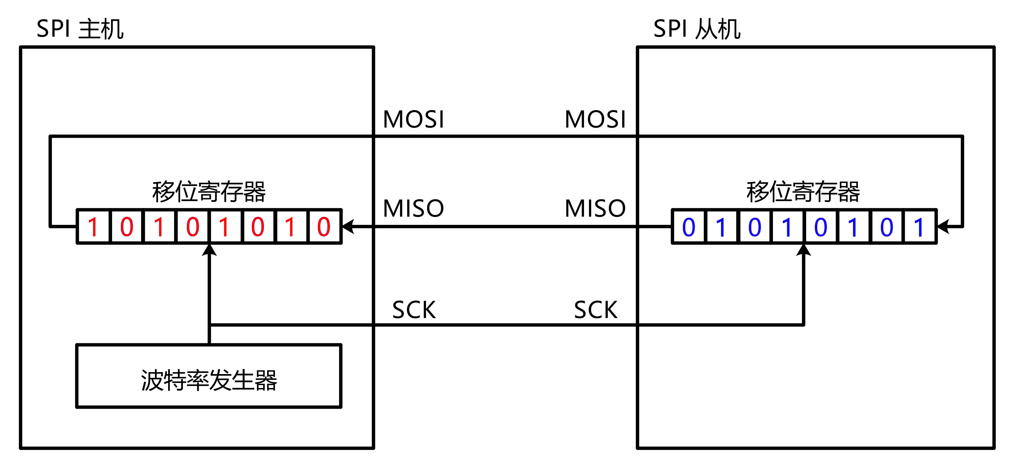 SPI 主机
SPI 从机
MOSI
MOSI
移位寄存器
移位寄存器
MISO
MISO
1 0 1 0 1 0 1 0
0 1 0 1 0 1 0 1
SCK
SCK
波特率发生器